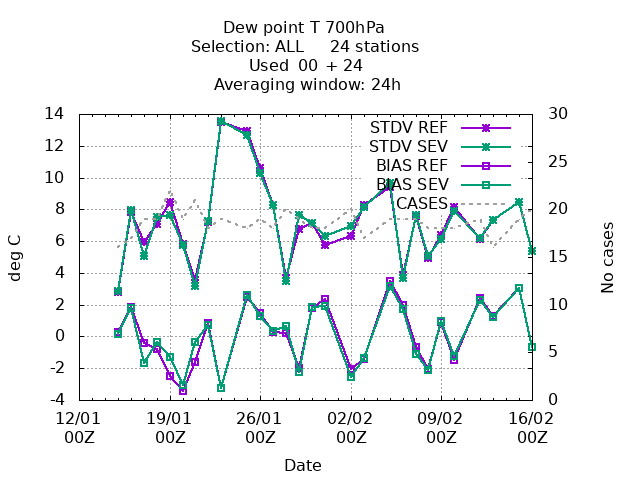 Dew point T 700hPa
Selection: ALL 24 stations
Used 00 + 24
Averaging window: 24h
14 30
12 25
10
8 20
6 15
4
2 10
0 5
-2
-4 0
STDV REF
STDV SEV
BIAS REF
BIAS SEV
CASES
deg C
No cases
12/01 19/01 26/01 02/02 09/02 16/02
00Z 00Z 00Z 00Z 00Z 00Z
Date